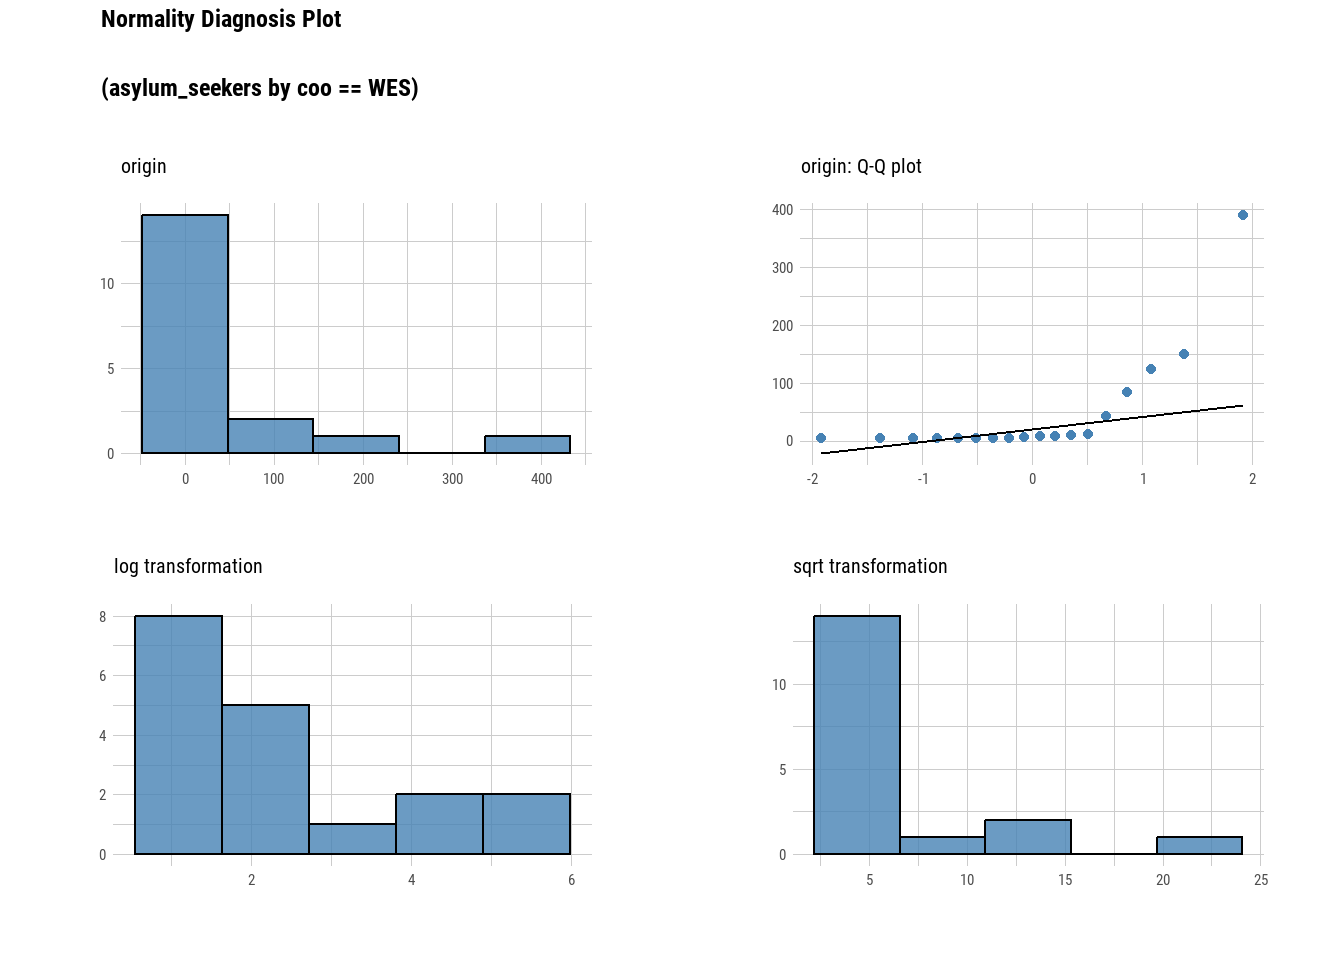 Normality Diagnosis Plot
(asylum_seekers by coo == WES)
origin
10
5
0
0 100 200 300 400
origin: Q-Q plot
400
300
200
100
0
-2 -1 0 1 2
log transformation
8
6
4
2
0
2 4 6
sqrt transformation
10
5
0
5 10 15 20 25